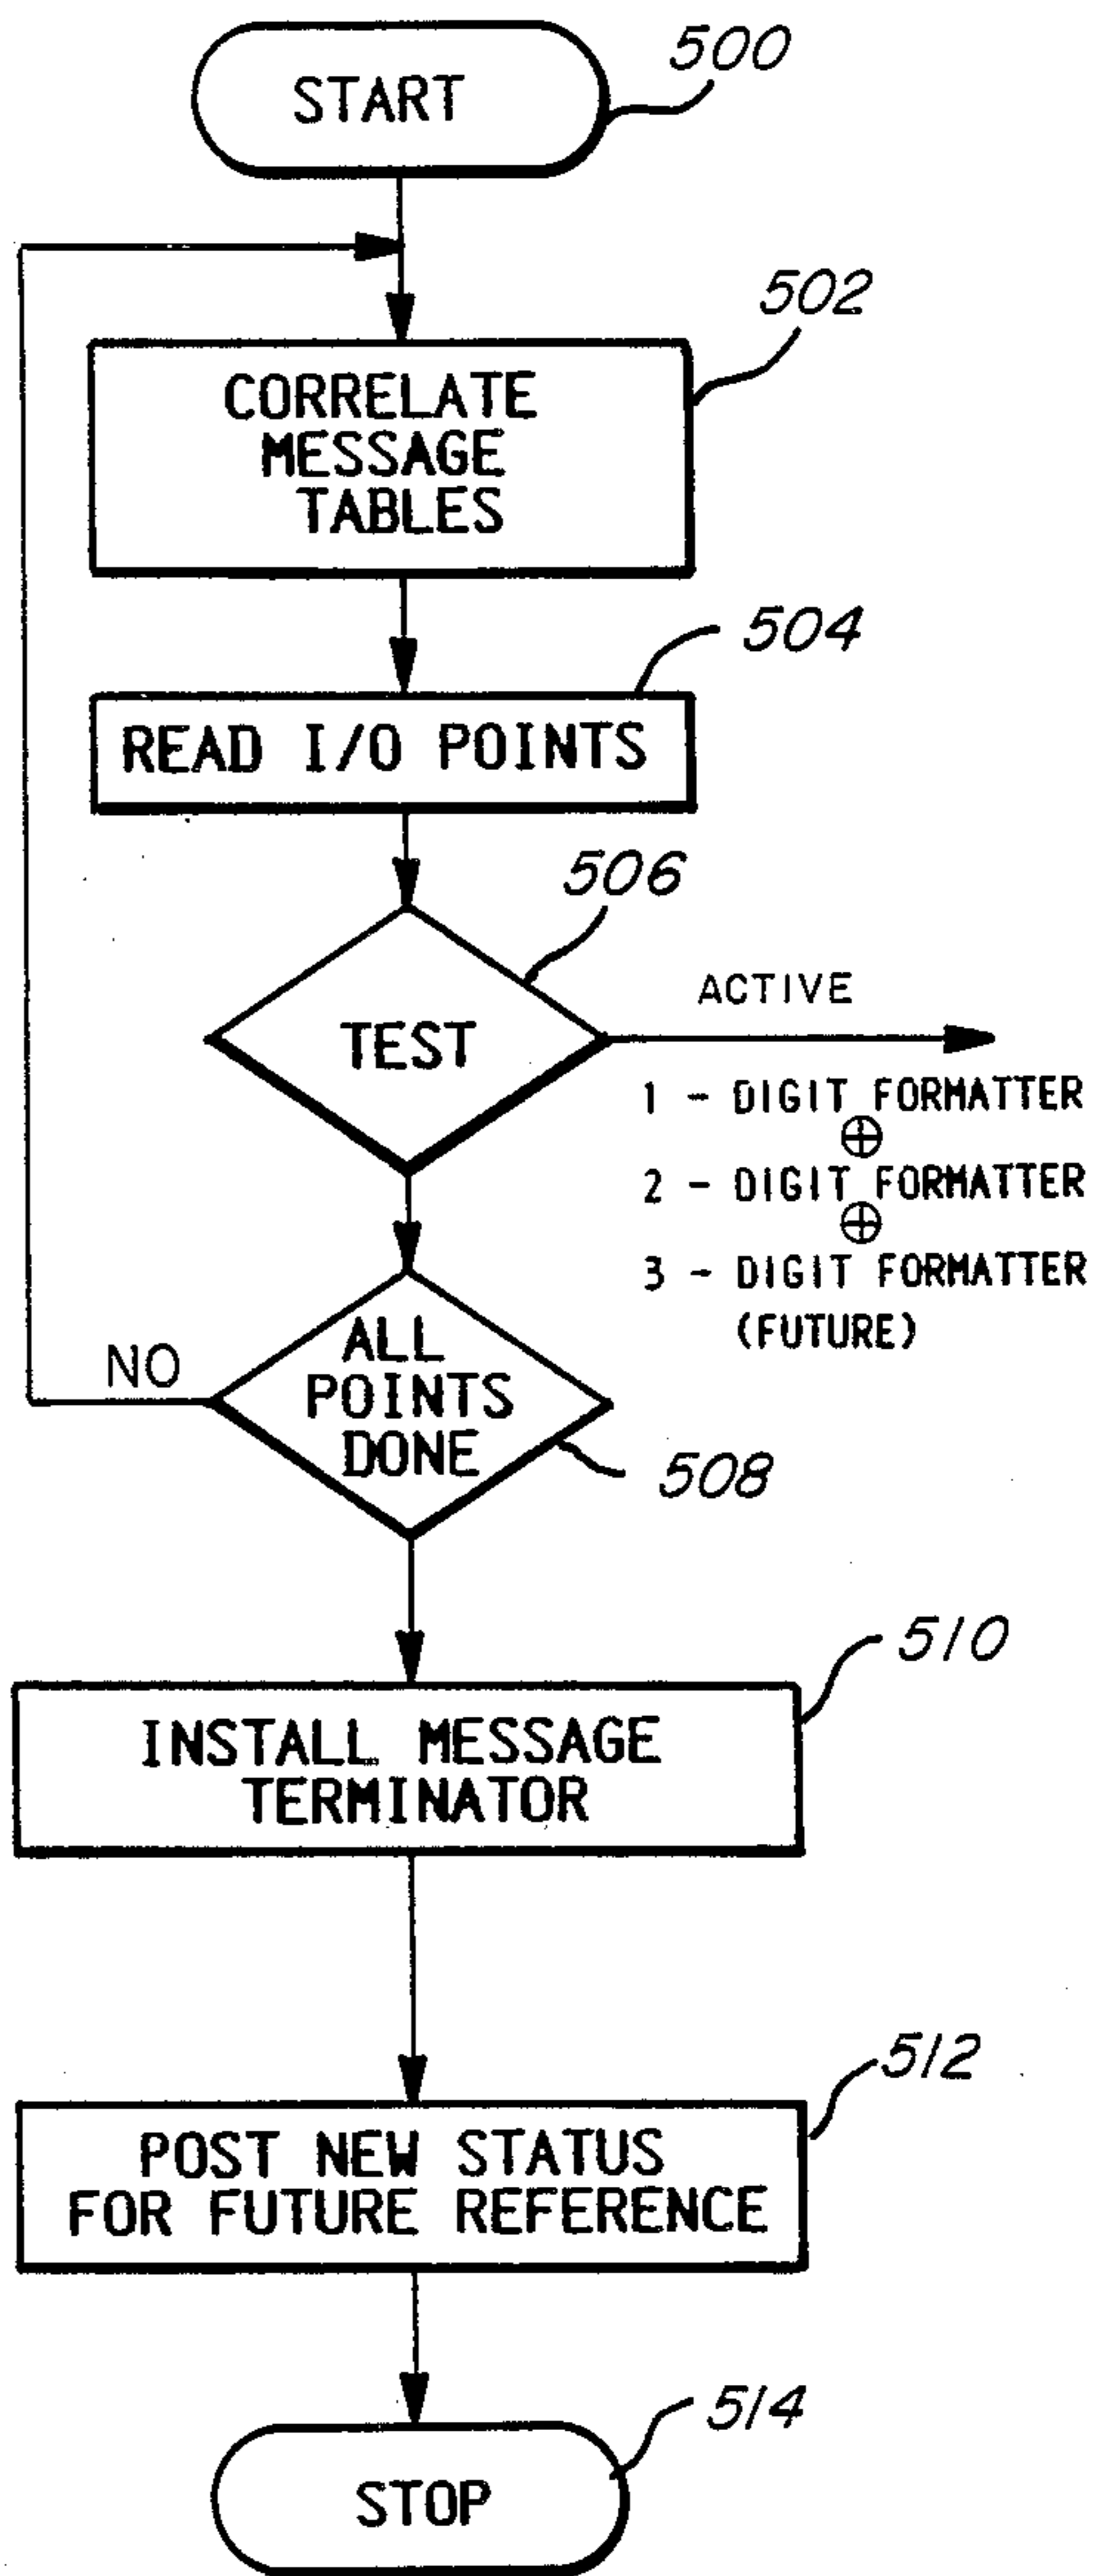 START
500
502
CORRELATE
MESSAGE
TABLES
504
READ I/O POINTS
506
ACTIVE
TEST
1 - DIGIT FORMATTER
⊕
2 - DIGIT FORMATTER
⊕
3 - DIGIT FORMATTER
(FUTURE)
NO
ALL
POINTS
DONE
508
510
INSTALL MESSAGE
TERMINATOR
512
POST NEW STATUS
FOR FUTURE REFERENCE
514
STOP